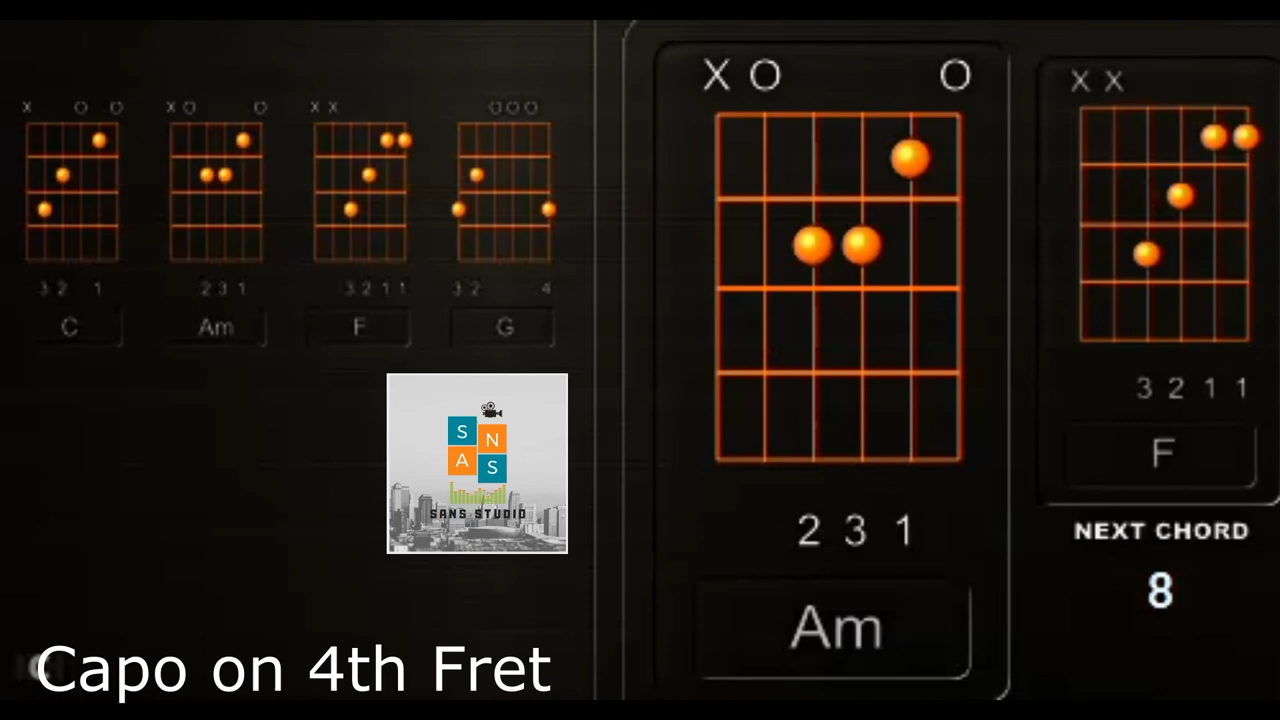 X O O
X O O
X X
O O O
3 2 1
2 3 1
3 2 1 1
3 2 4
C
Am
F
G
S N
A S
SANS STUDIO
Capo on 4th Fret
X O O
2 3 1
Am
X X
3 2 1 1
F
NEXT CHORD
8